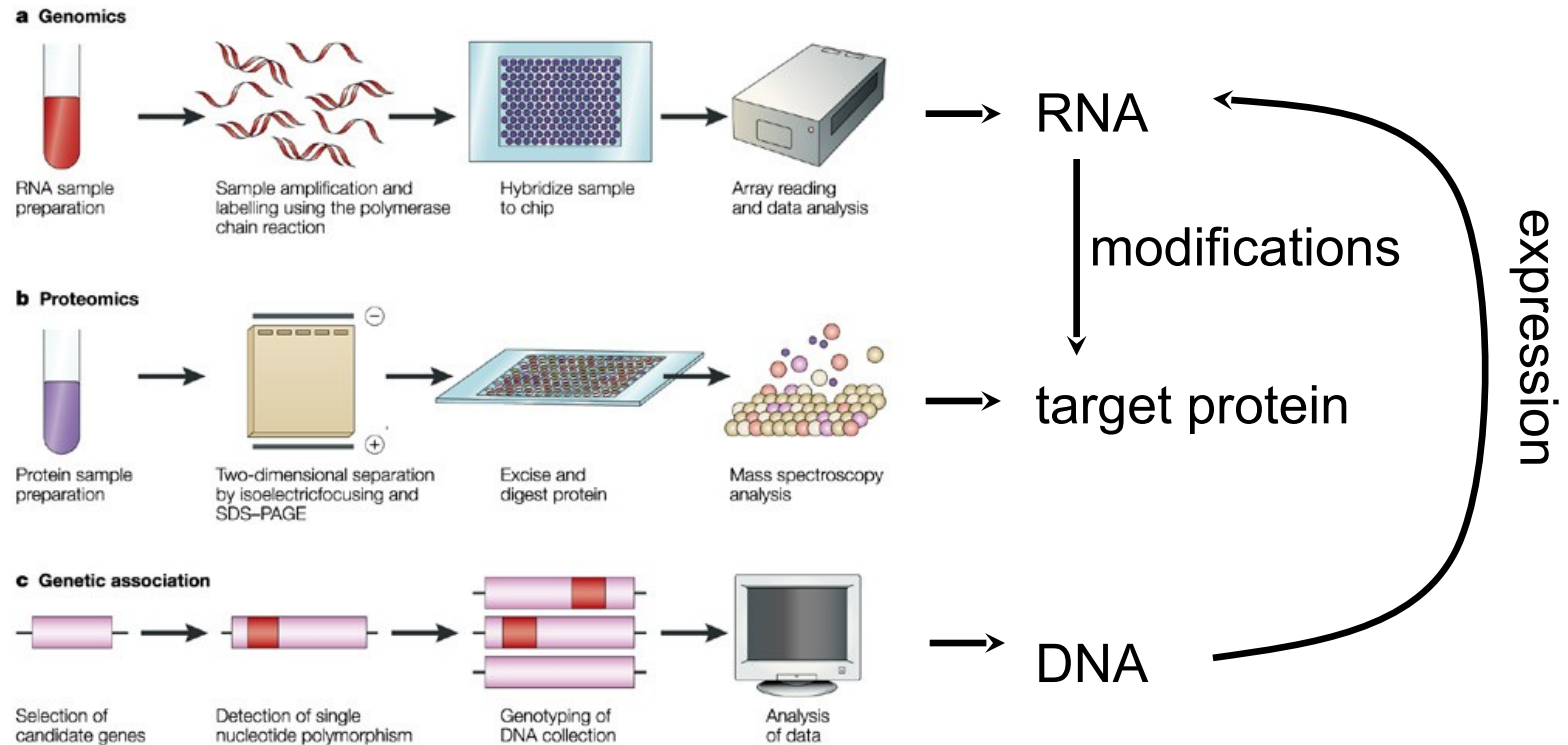 a Genomics
RNA sample
preparation
Sample amplification and
labelling using the polymerase
chain reaction
Hybridize sample
to chip
Array reading
and data analysis
RNA
modifications
expression
b Proteomics
−
+
Protein sample
preparation
Two-dimensional separation
by isoelectricfocusing and
SDS–PAGE
Excise and
digest protein
Mass spectroscopy
analysis
target protein
c Genetic association
Selection of
candidate genes
Detection of single
nucleotide polymorphism
Genotyping of
DNA collection
Analysis
of data
DNA